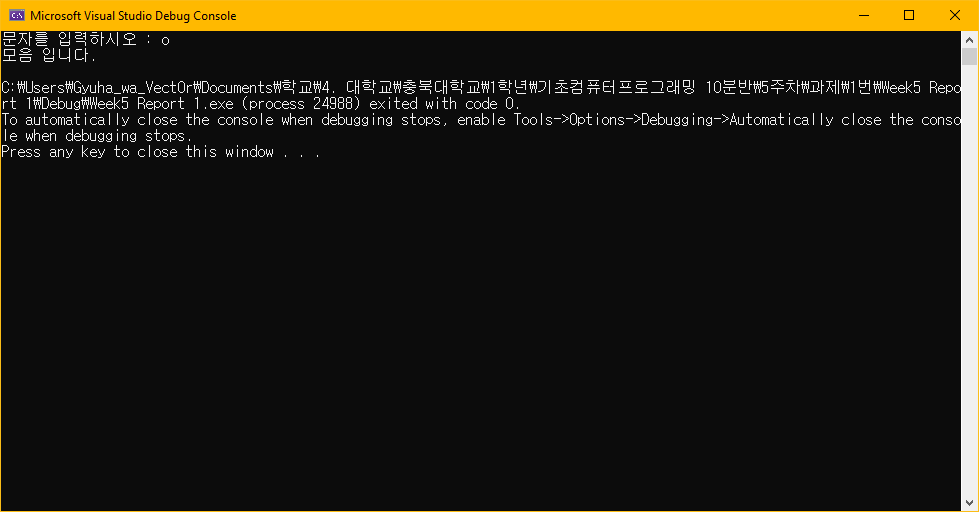 Microsoft Visual Studio Debug Console
문자를 입력하시오 : o
모음 입니다.
C:₩Users₩Gyuha_wa_VectOr₩Documents₩학교₩4. 대학교₩충북대학교₩1학년₩기초컴퓨터프로그래밍 10분반₩5주차₩과제₩1번₩Week5 Repo
rt 1₩Debug₩Week5 Report 1.exe (process 24988) exited with code 0.
To automatically close the console when debugging stops, enable Tools->Options->Debugging->Automatically close the conso
le when debugging stops.
Press any key to close this window . . .